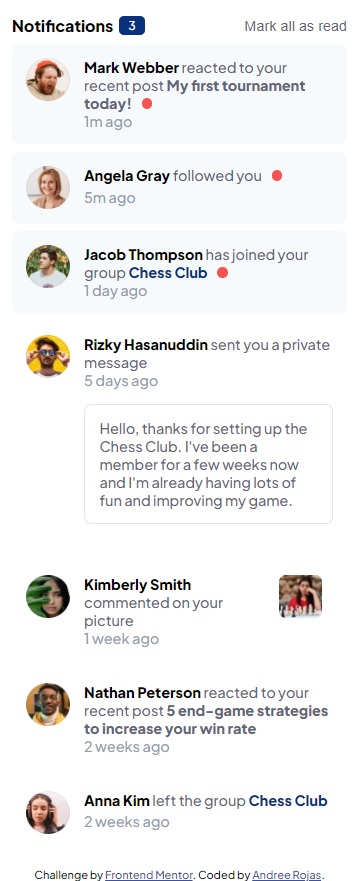 Notifications 3 Mark all as read
Mark Webber reacted to your
recent post My first tournament
today!
1m ago
Angela Gray followed you
5m ago
Jacob Thompson has joined your
group Chess Club
1 day ago
Rizky Hasanuddin sent you a private
message
5 days ago
Hello, thanks for setting up the
Chess Club. I've been a
member for a few weeks now
and I'm already having lots of
fun and improving my game.
Kimberly Smith
commented on your
picture
1 week ago
Nathan Peterson reacted to your
recent post 5 end-game strategies
to increase your win rate
2 weeks ago
Anna Kim left the group Chess Club
2 weeks ago
Challenge by Frontend Mentor. Coded by Andree Rojas.